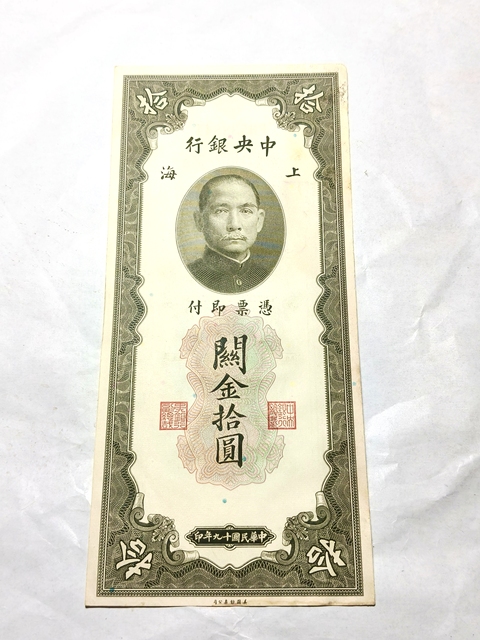 拾 拾
中央銀行
上海
憑票即付
關金拾圓
中華民國十九年印
拾 拾